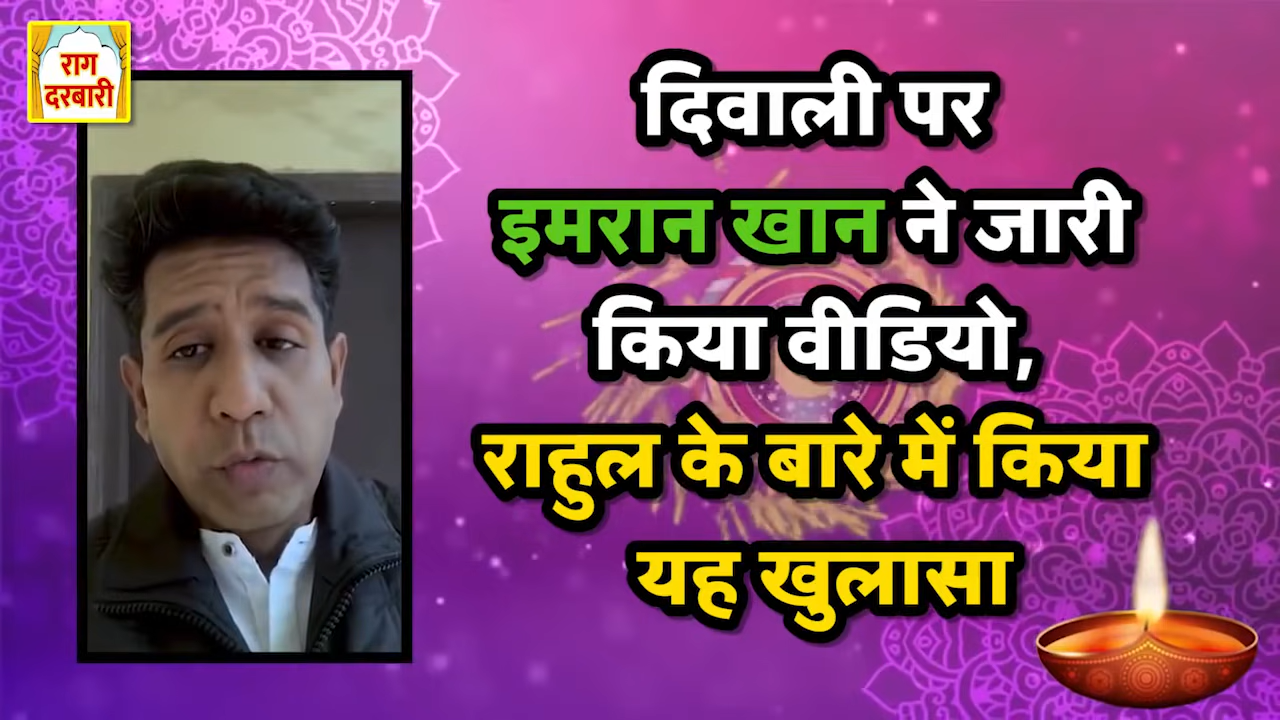 राग
दरबारी
दिवाली पर
इमरान खान ने जारी
किया वीडियो,
राहुल के बारे में किया
यह खुलासा